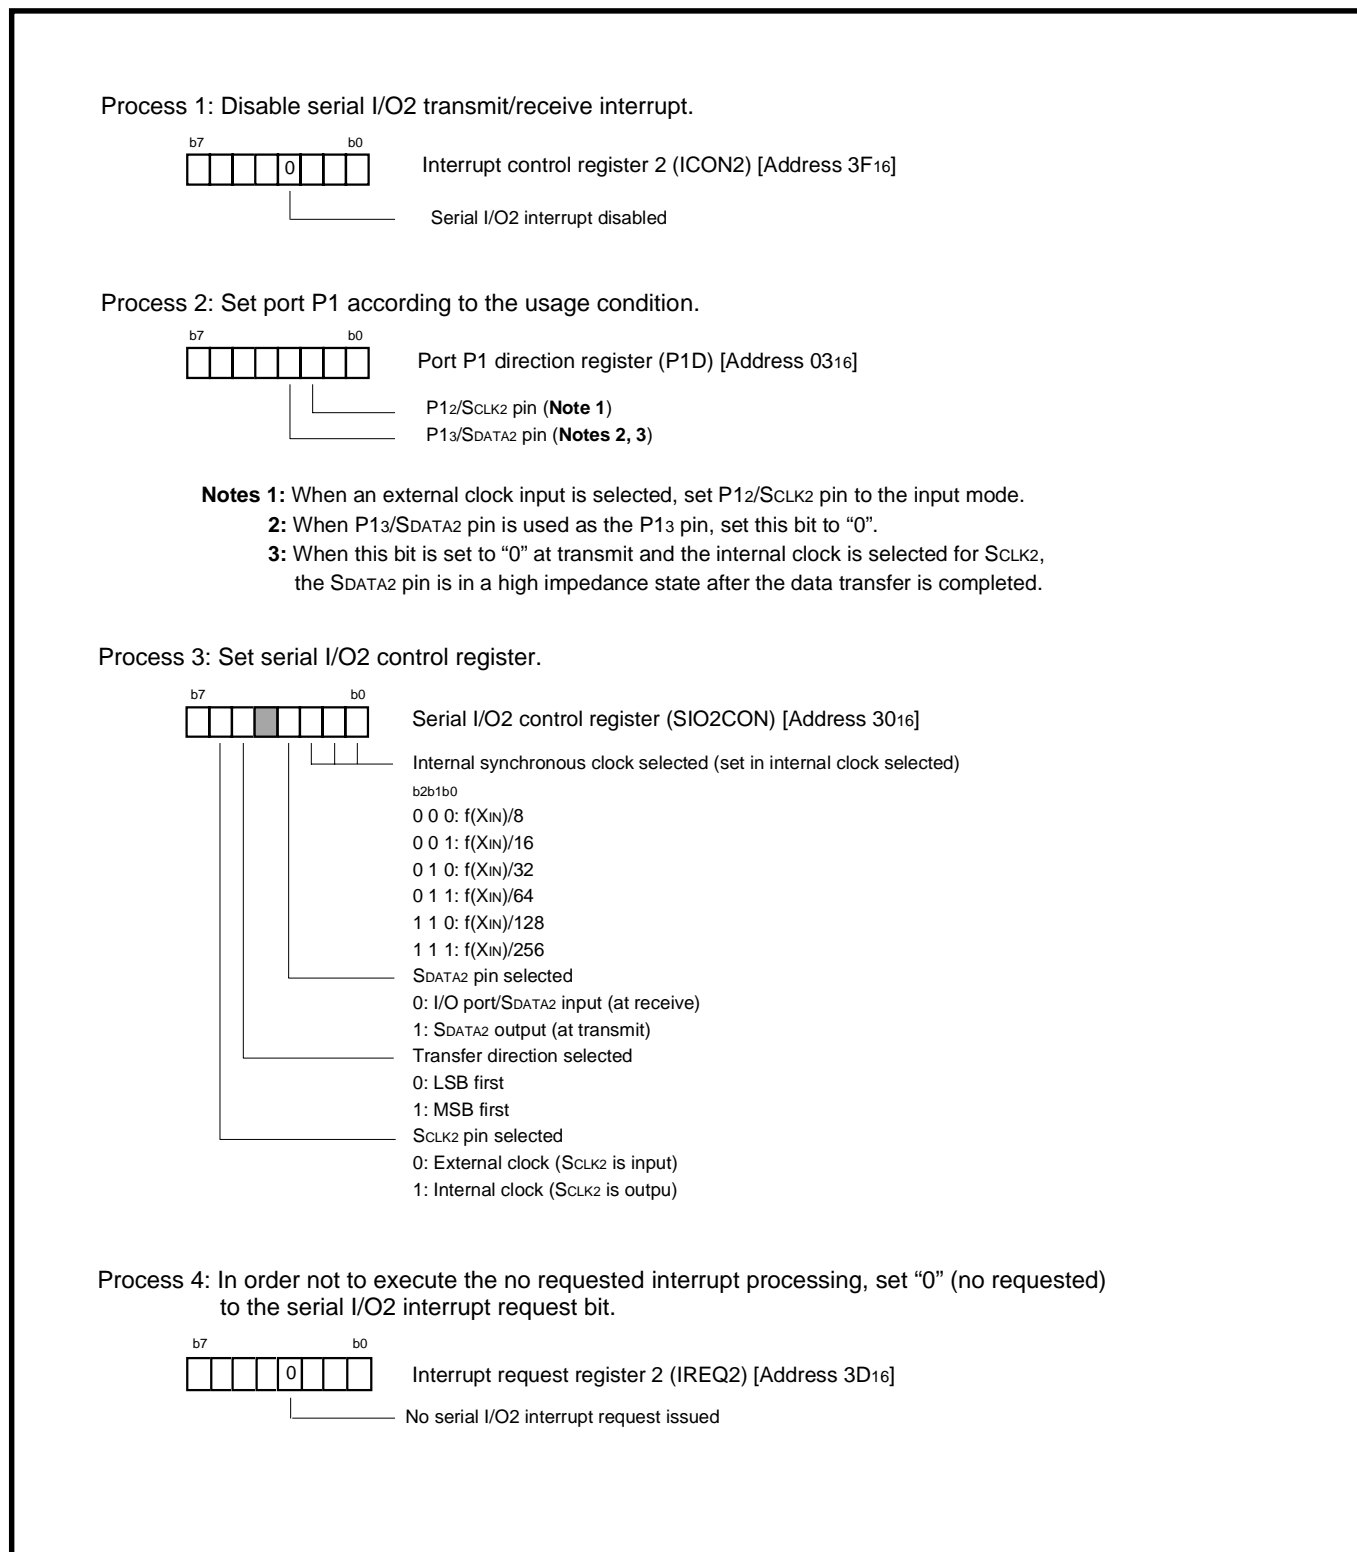 Process 1: Disable serial I/O2 transmit/receive interrupt.
b7 b0
0 Interrupt control register 2 (ICON2) [Address 3F16]
Serial I/O2 interrupt disabled
Process 2: Set port P1 according to the usage condition.
b7 b0
Port P1 direction register (P1D) [Address 0316]
P12/SCLK2 pin (Note 1)
P13/SDATA2 pin (Notes 2, 3)
Notes 1: When an external clock input is selected, set P12/SCLK2 pin to the input mode.
2: When P13/SDATA2 pin is used as the P13 pin, set this bit to “0”.
3: When this bit is set to “0” at transmit and the internal clock is selected for SCLK2,
the SDATA2 pin is in a high impedance state after the data transfer is completed.
Process 3: Set serial I/O2 control register.
b7 b0
Serial I/O2 control register (SIO2CON) [Address 3016]
Internal synchronous clock selected (set in internal clock selected)
b2b1b0
0 0 0: f(XIN)/8
0 0 1: f(XIN)/16
0 1 0: f(XIN)/32
0 1 1: f(XIN)/64
1 1 0: f(XIN)/128
1 1 1: f(XIN)/256
SDATA2 pin selected
0: I/O port/SDATA2 input (at receive)
1: SDATA2 output (at transmit)
Transfer direction selected
0: LSB first
1: MSB first
SCLK2 pin selected
0: External clock (SCLK2 is input)
1: Internal clock (SCLK2 is outpu)
Process 4: In order not to execute the no requested interrupt processing, set “0” (no requested)
to the serial I/O2 interrupt request bit.
b7 b0
0 Interrupt request register 2 (IREQ2) [Address 3D16]
No serial I/O2 interrupt request issued